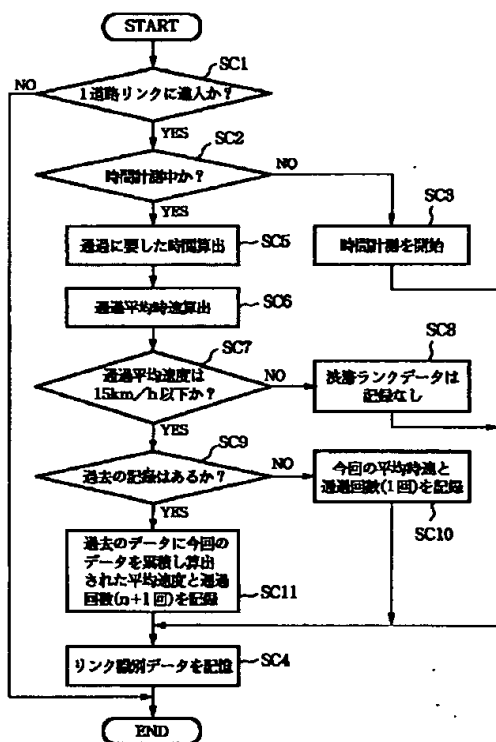 START
SC1
NO
1道路リンクに進入か?
YES
SC2
NO
時間計測中か?
YES
SC3
時間計測を開始
通過に要した時間算出
SC5
通過平均時速算出
SC6
SC7
通過平均速度は
15km/h以下か?
NO
YES
SC8
渋滞ランクデータは
記録なし
SC9
過去の記録はあるか?
NO
YES
今回の平均時速と
通過回数(1回)を記録
SC10
過去のデータに今回の
データを累積し算出
された平均速度と通過
回数(n+1回)を記録
SC11
リンク識別データを記憶
SC4
END